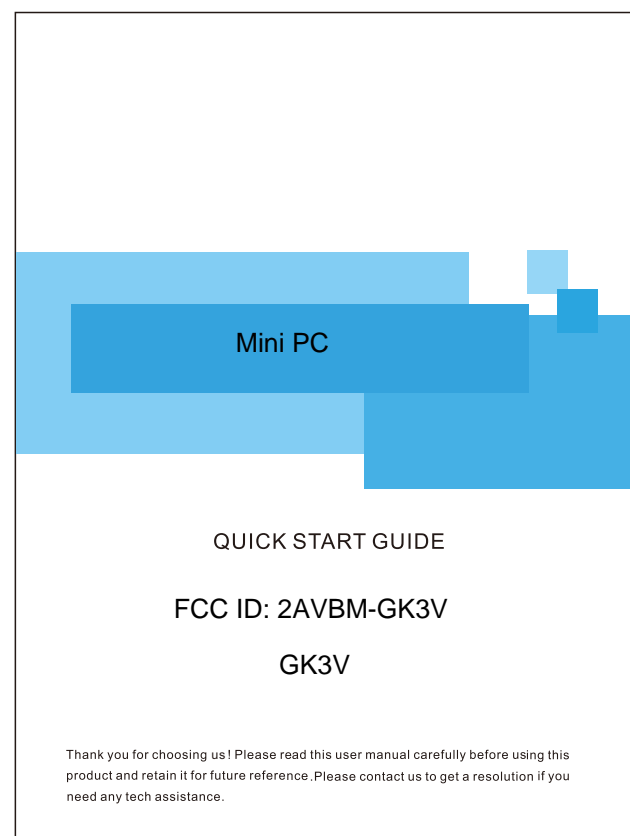 Mini PC
QUICK START GUIDE
FCC ID: 2AVBM-GK3V
GK3V
Thank you for choosing us! Please read this user manual carefully before using this
product and retain it for future reference.Please contact us to get a resolution if you
need any tech assistance.